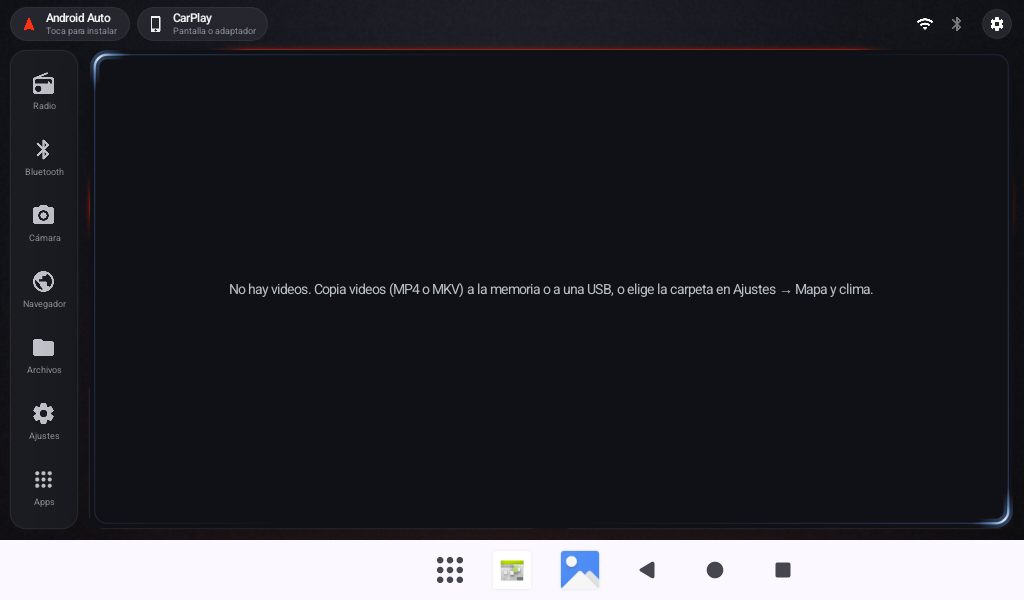 Android Auto
Toca para instalar
CarPlay
Pantalla o adaptador
Radio
Bluetooth
Cámara
Navegador
Archivos
Ajustes
Apps
No hay videos. Copia videos (MP4 o MKV) a la memoria o a una USB, o elige la carpeta en Ajustes → Mapa y clima.